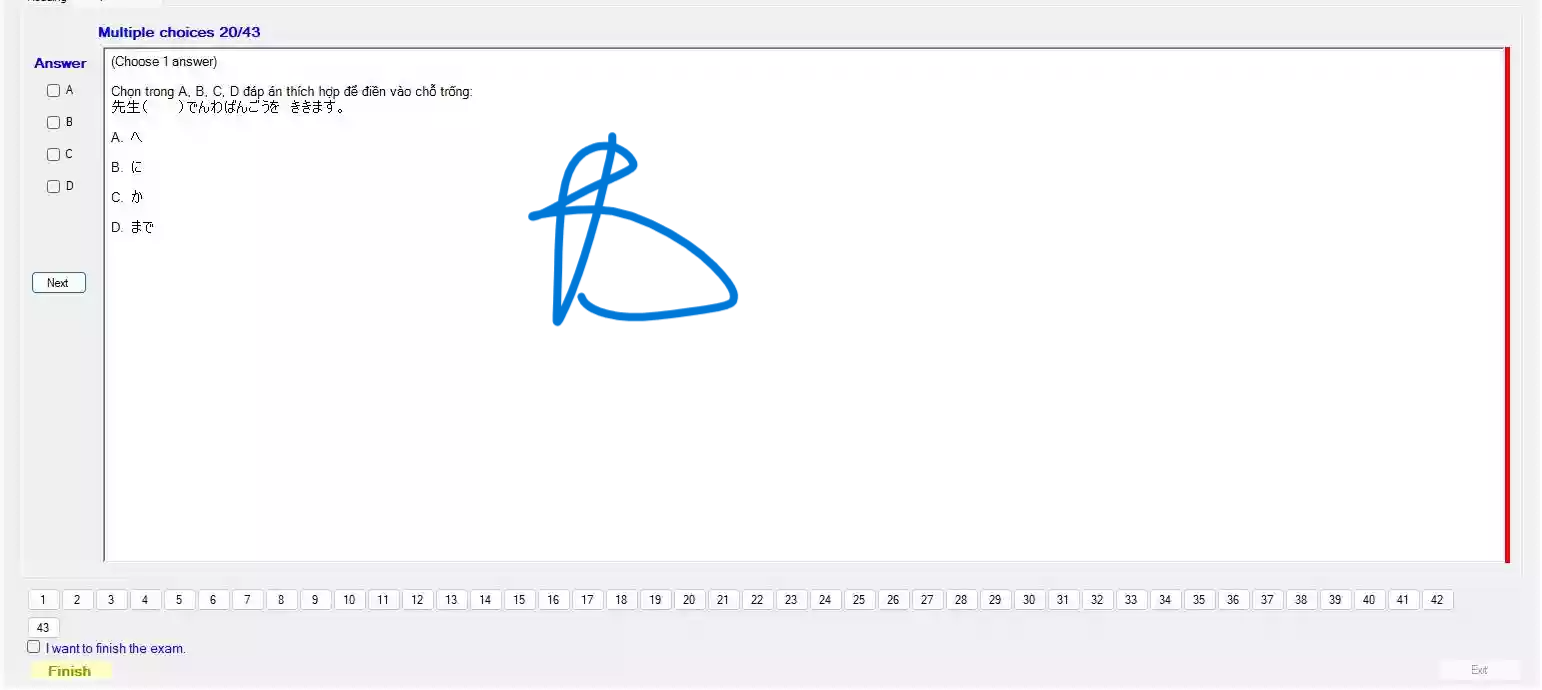 Multiple choices 20/43
Answer
(Choose 1 answer)
A
Chọn trong A, B, C, D đáp án thích hợp để điền vào chỗ trống:
先生(　　)でんわばんごうを　ききます。
B
A. へ
C
B. に
D
C. か
D. まで
Next
1 2 3 4 5 6 7 8 9 10 11 12 13 14 15 16 17 18 19 20 21 22 23 24 25 26 27 28 29 30 31 32 33 34 35 36 37 38 39 40 41 42
43
I want to finish the exam.
Finish
Exit